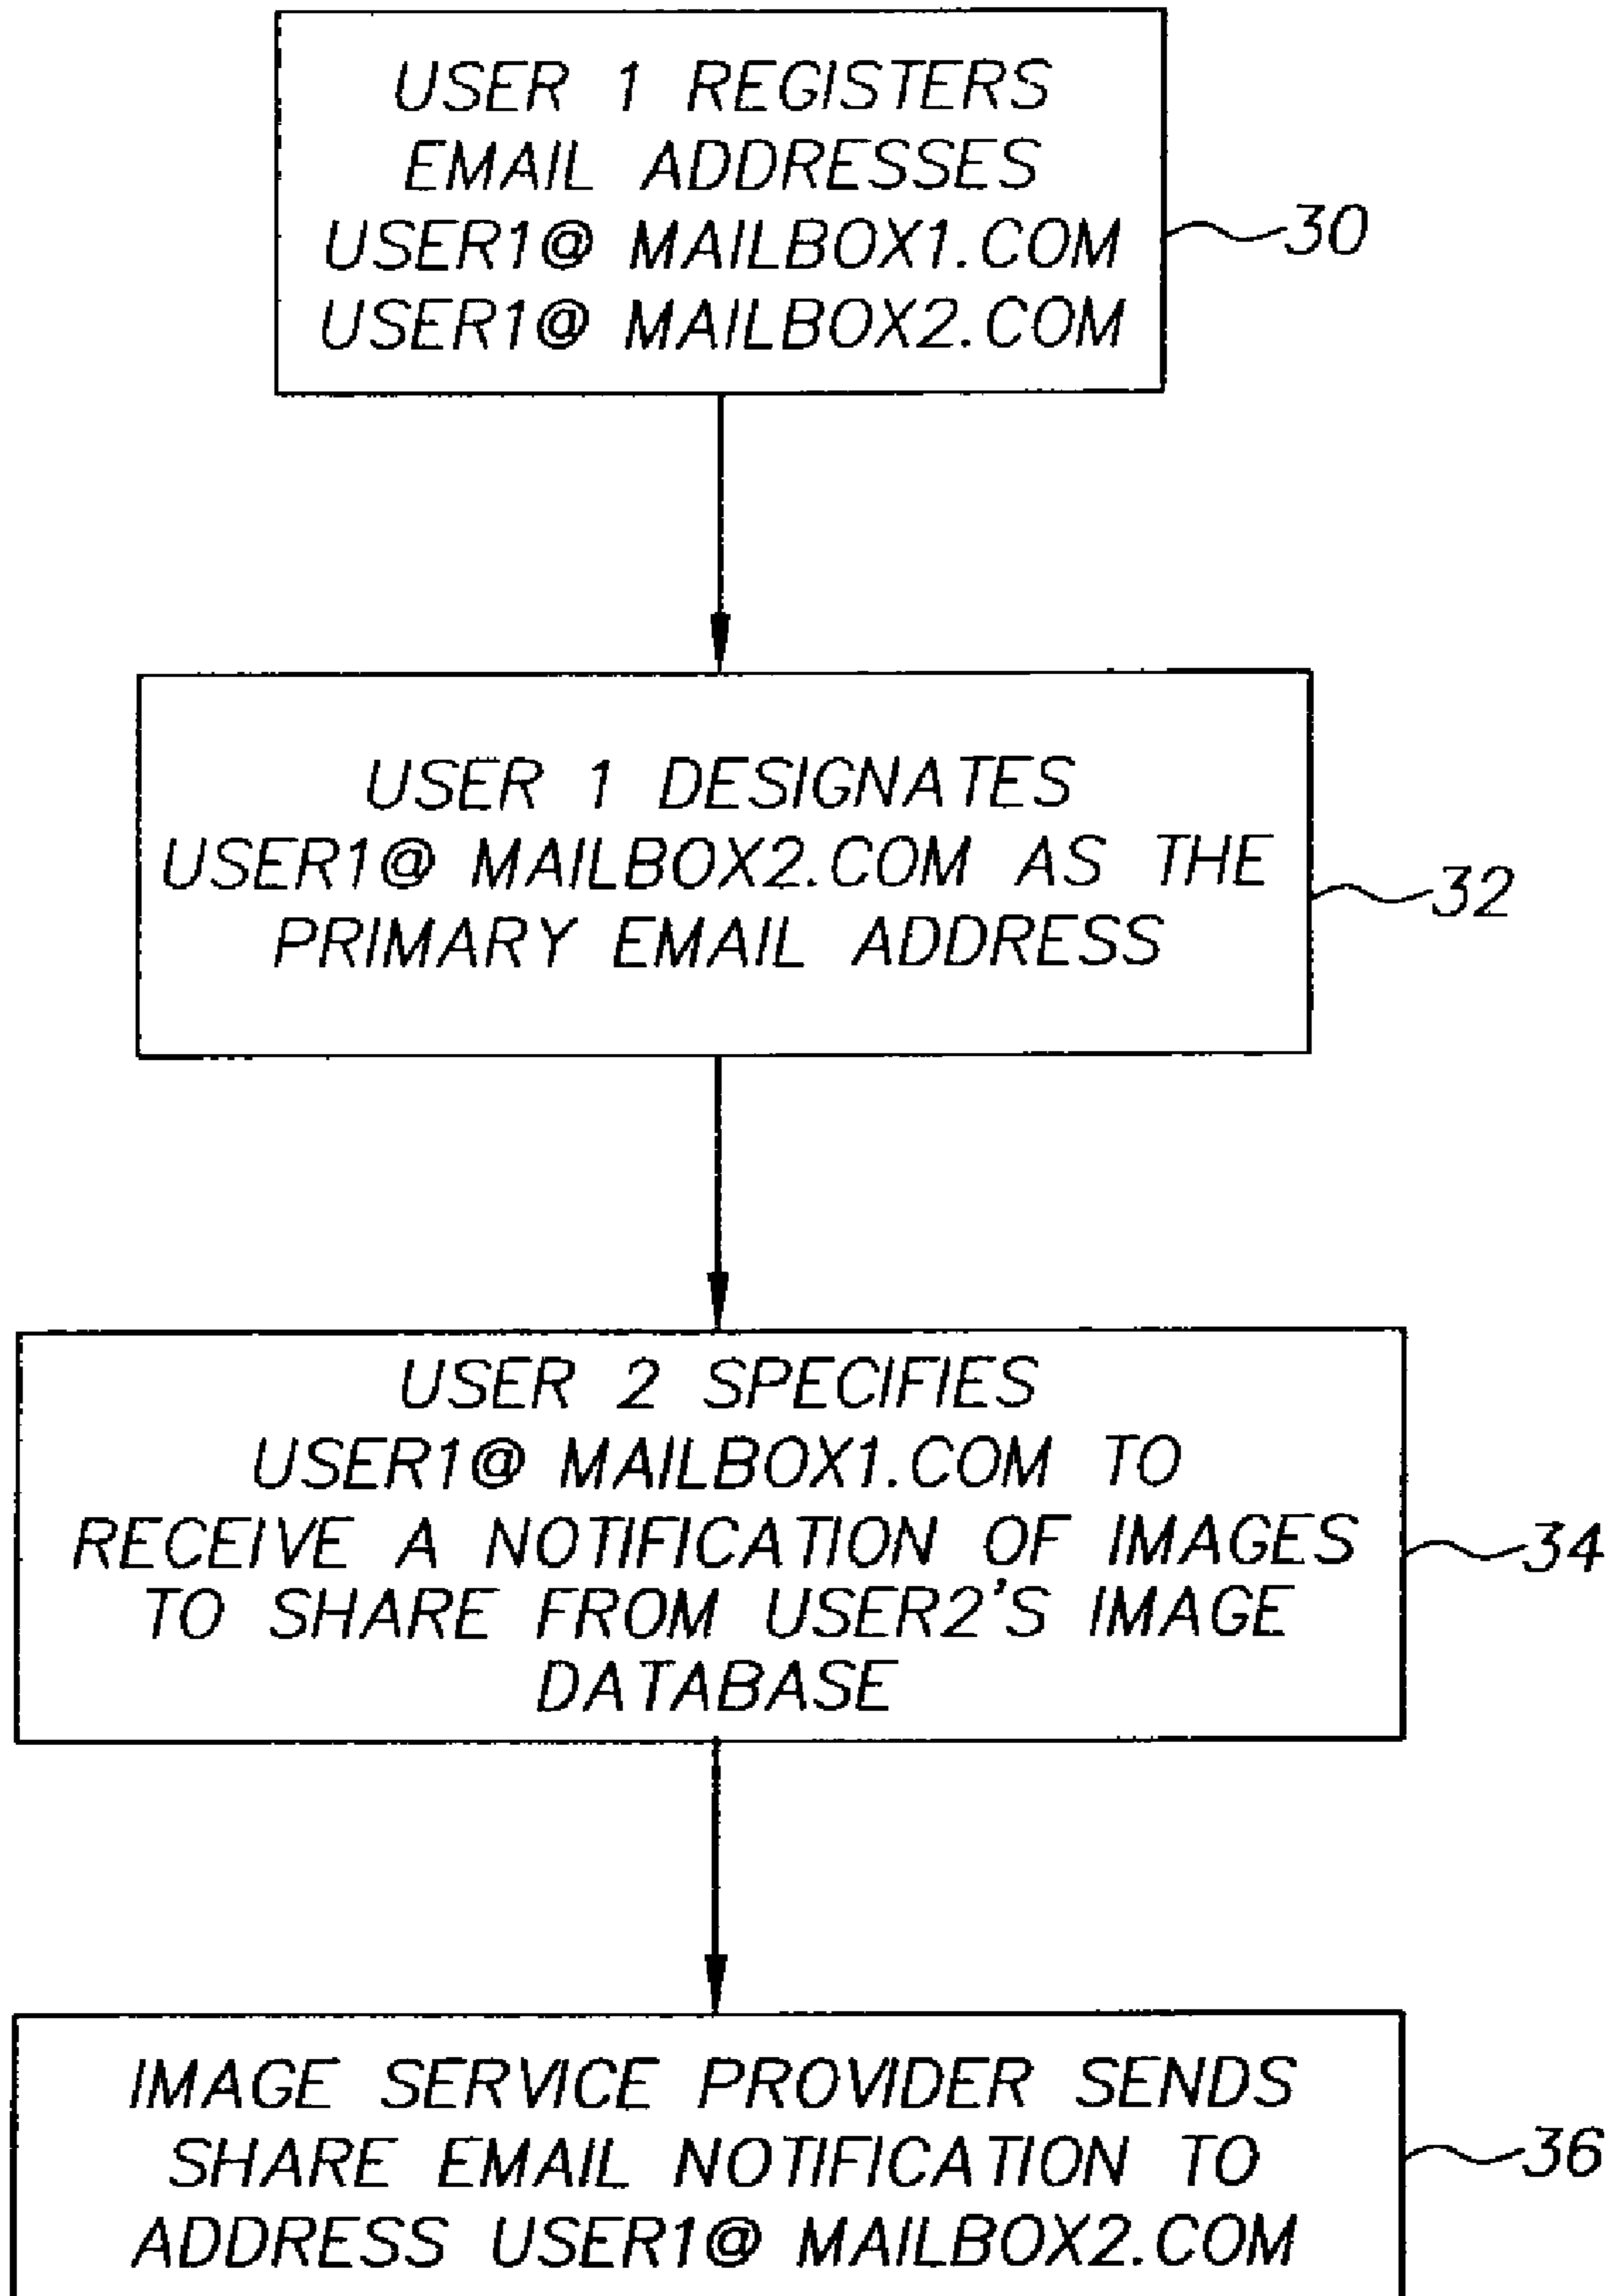 USER 1 REGISTERS
EMAIL ADDRESSES
USER1@ MAILBOX1.COM
USER1@ MAILBOX2.COM
30
USER 1 DESIGNATES
USER1@ MAILBOX2.COM AS THE
PRIMARY EMAIL ADDRESS
32
USER 2 SPECIFIES
USER1@ MAILBOX1.COM TO
RECEIVE A NOTIFICATION OF IMAGES
TO SHARE FROM USER2'S IMAGE
DATABASE
34
IMAGE SERVICE PROVIDER SENDS
SHARE EMAIL NOTIFICATION TO
ADDRESS USER1@ MAILBOX2.COM
36